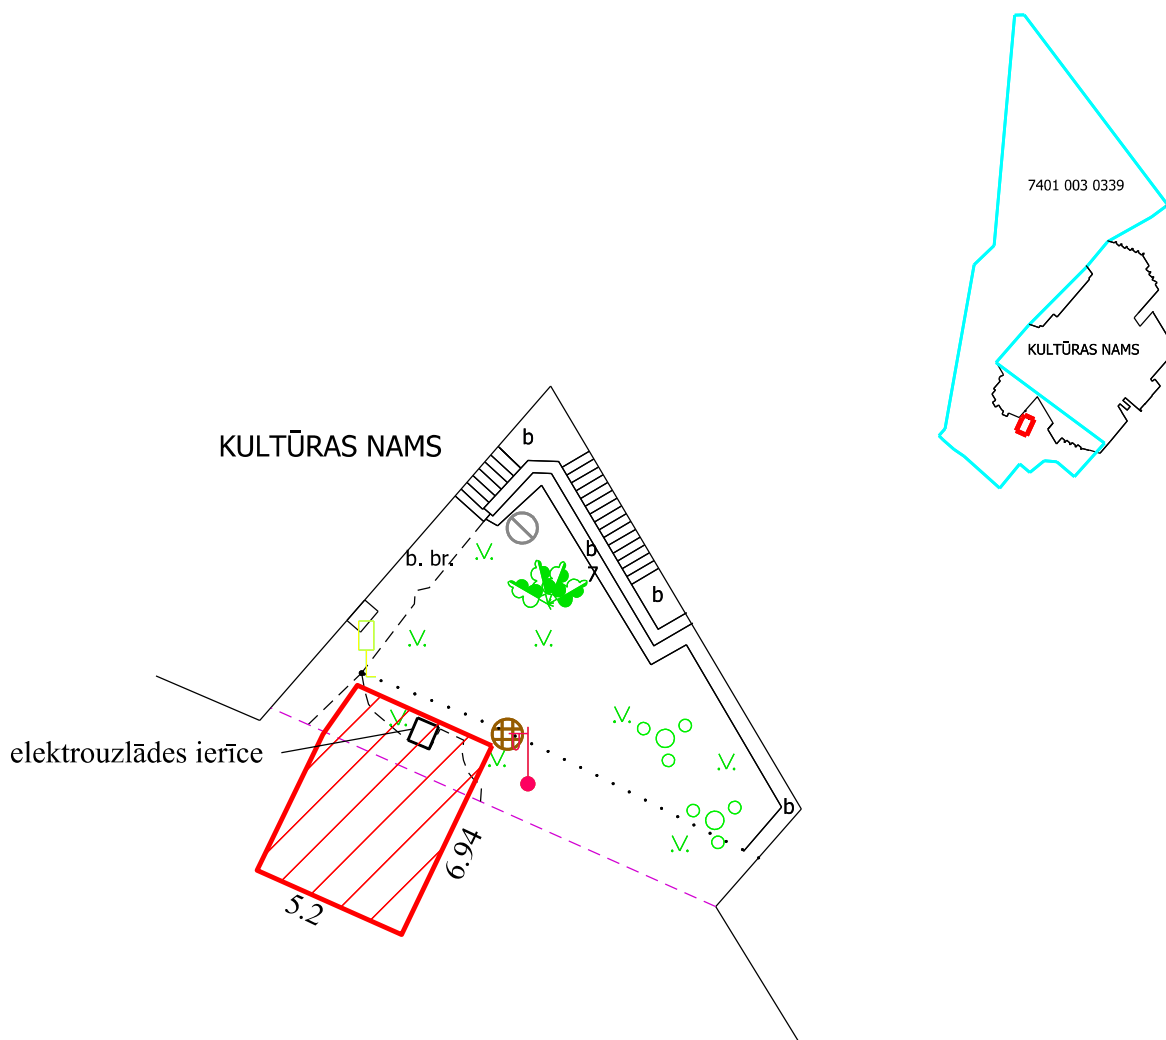 7401 003 0339
KULTŪRAS NAMS
KULTŪRAS NAMS
b
b. br.
b
7
b
elektrouzlādes ierīce
b
6.94
5.2